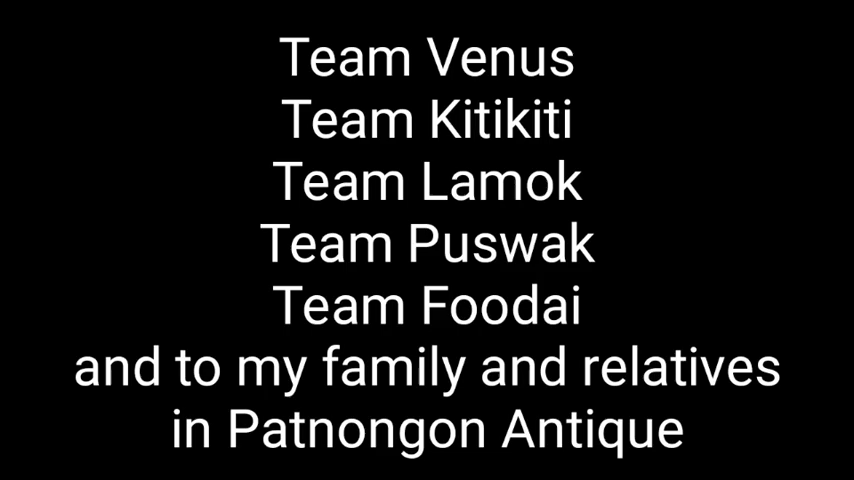 Team Venus
Team Kitikiti
Team Lamok
Team Puswak
Team Foodai
and to my family and relatives
in Patnongon Antique